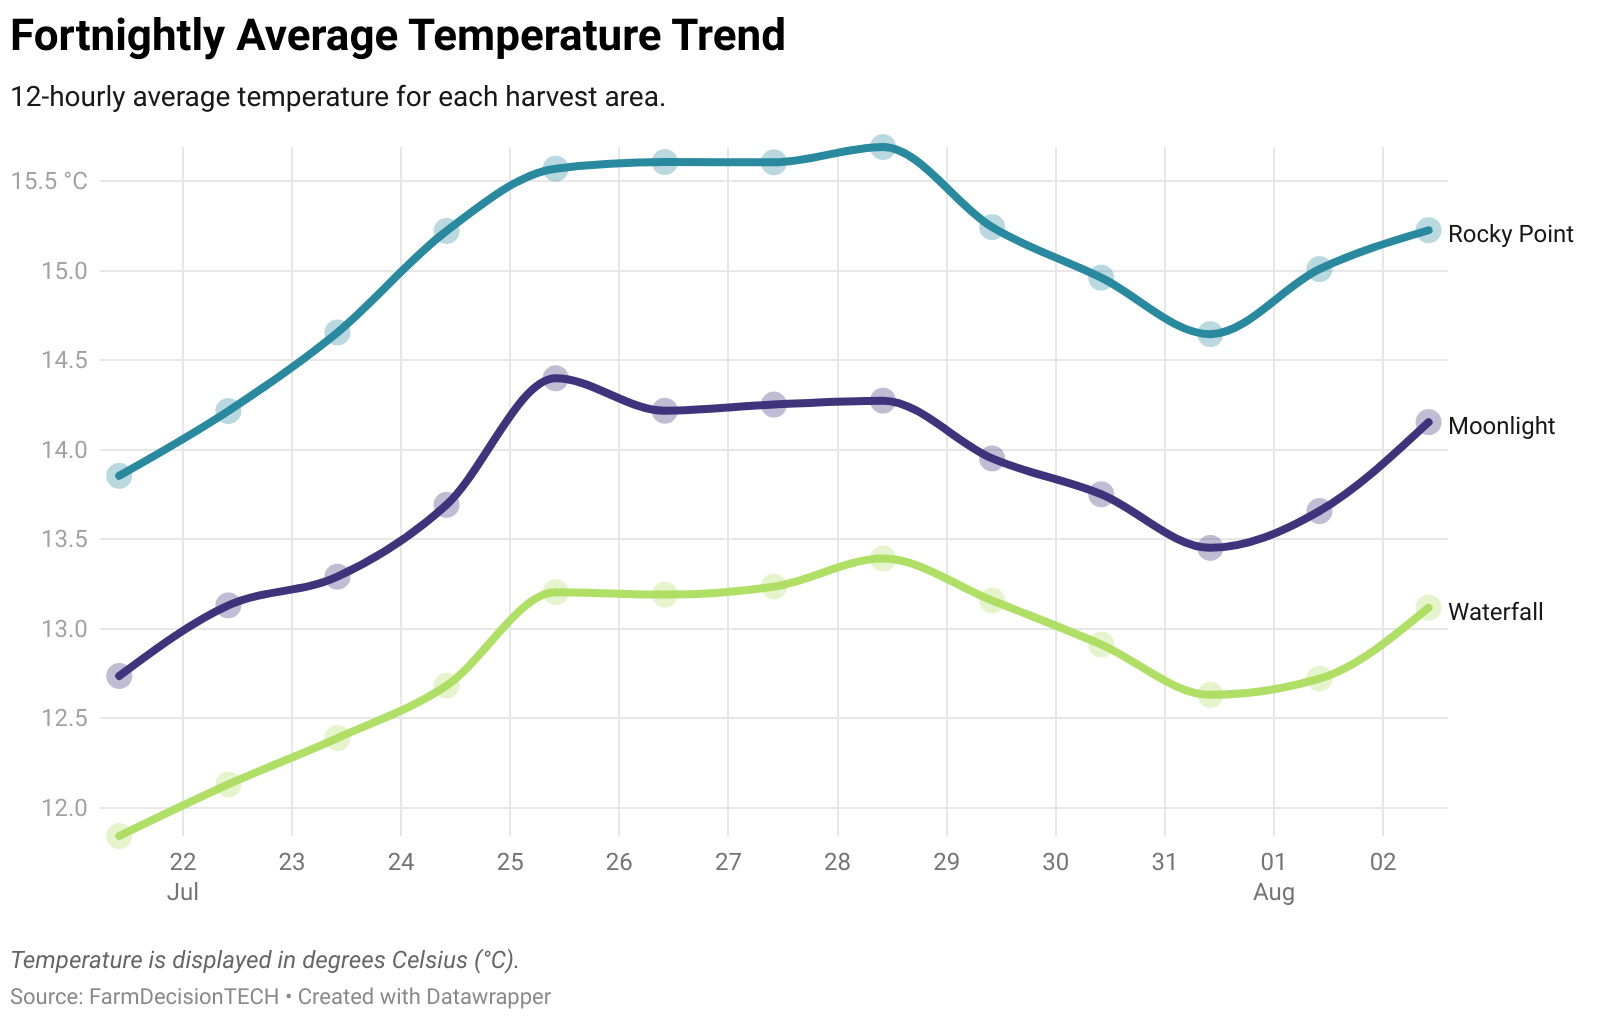 Fortnightly Average Temperature Trend
12-hourly average temperature for each harvest area.
15.5 °C
15.0
14.5
14.0
13.5
13.0
12.5
12.0
Rocky Point
Moonlight
Waterfall
22 23 24 25 26 27 28 29 30 31 01 02
Jul Aug
Temperature is displayed in degrees Celsius (°C).
Source: FarmDecisionTECH • Created with Datawrapper